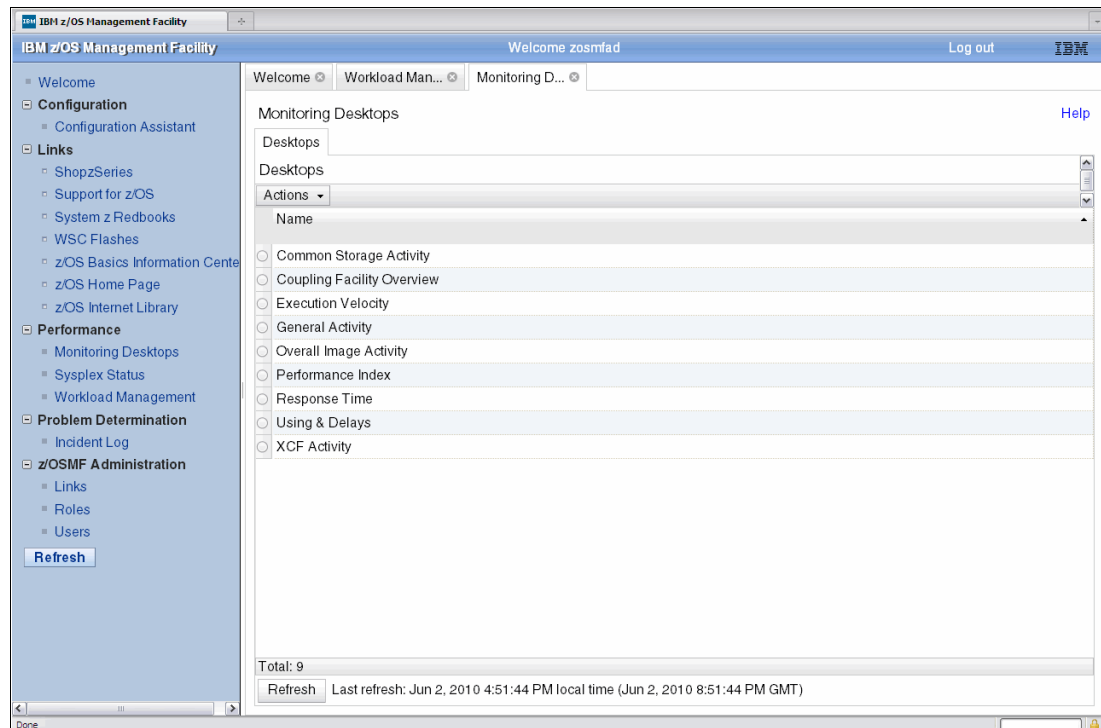 IBM z/OS Management Facility
IBM z/OS Management Facility
Welcome zosmfad
Log out
IBM
Welcome
Configuration
Configuration Assistant
Links
ShopzSeries
Support for z/OS
System z Redbooks
WSC Flashes
z/OS Basics Information Cente
z/OS Home Page
z/OS Internet Library
Performance
Monitoring Desktops
Sysplex Status
Workload Management
Problem Determination
Incident Log
z/OSMF Administration
Links
Roles
Users
Refresh
Welcome
Workload Man...
Monitoring D...
Monitoring Desktops
Help
Desktops
Desktops
Actions
Name
Common Storage Activity
Coupling Facility Overview
Execution Velocity
General Activity
Overall Image Activity
Performance Index
Response Time
Using & Delays
XCF Activity
Total: 9
Refresh
Last refresh: Jun 2, 2010 4:51:44 PM local time (Jun 2, 2010 8:51:44 PM GMT)
Done